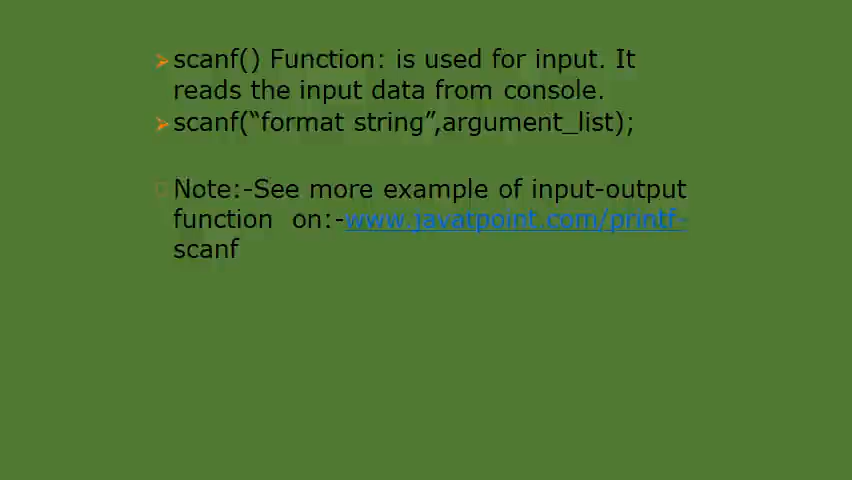 scanf() Function: is used for input. It
reads the input data from console.
scanf(“format string”,argument_list);
Note:-See more example of input-output
function on:-www.javatpoint.com/printf-
scanf